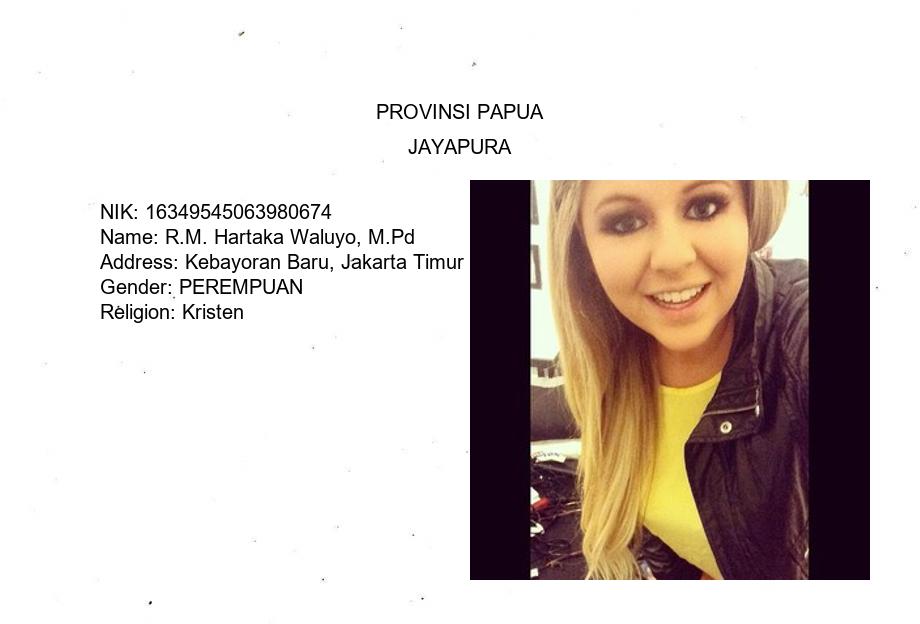 PROVINSI PAPUA
JAYAPURA
NIK: 16349545063980674
Name: R.M. Hartaka Waluyo, M.Pd
Address: Kebayoran Baru, Jakarta Timur
Gender: PEREMPUAN
Religion: Kristen